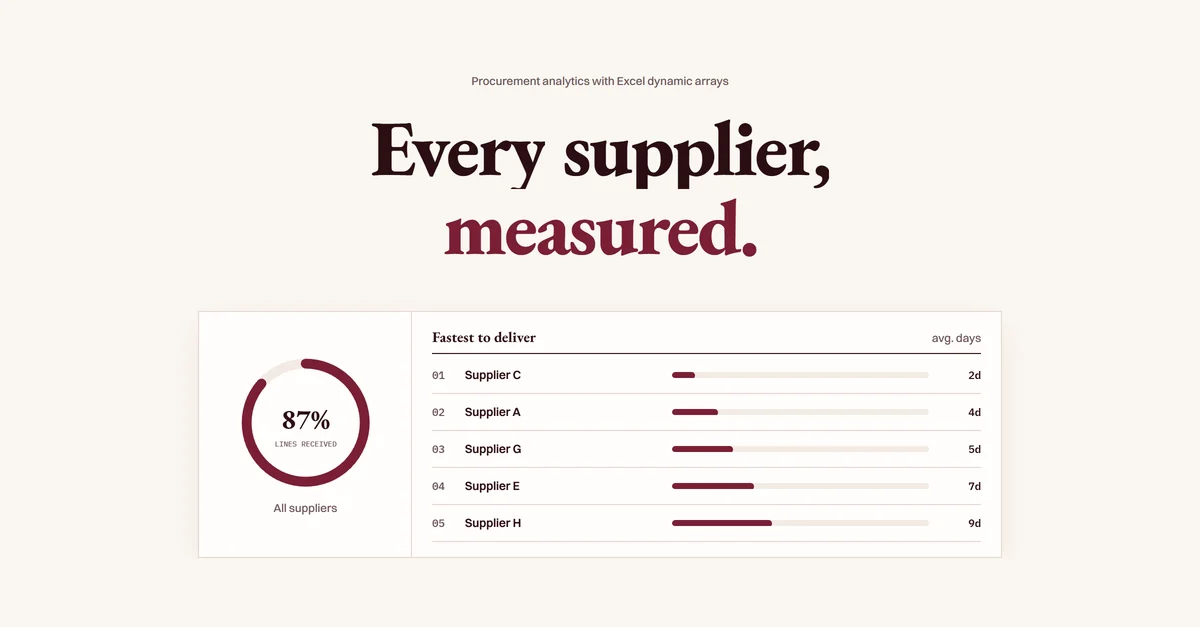 Procurement analytics with Excel dynamic arrays
Every supplier,
measured.
87%
LINES RECEIVED
All suppliers
Fastest to deliver avg. days
01 Supplier C 2d
02 Supplier A 4d
03 Supplier G 5d
04 Supplier E 7d
05 Supplier H 9d